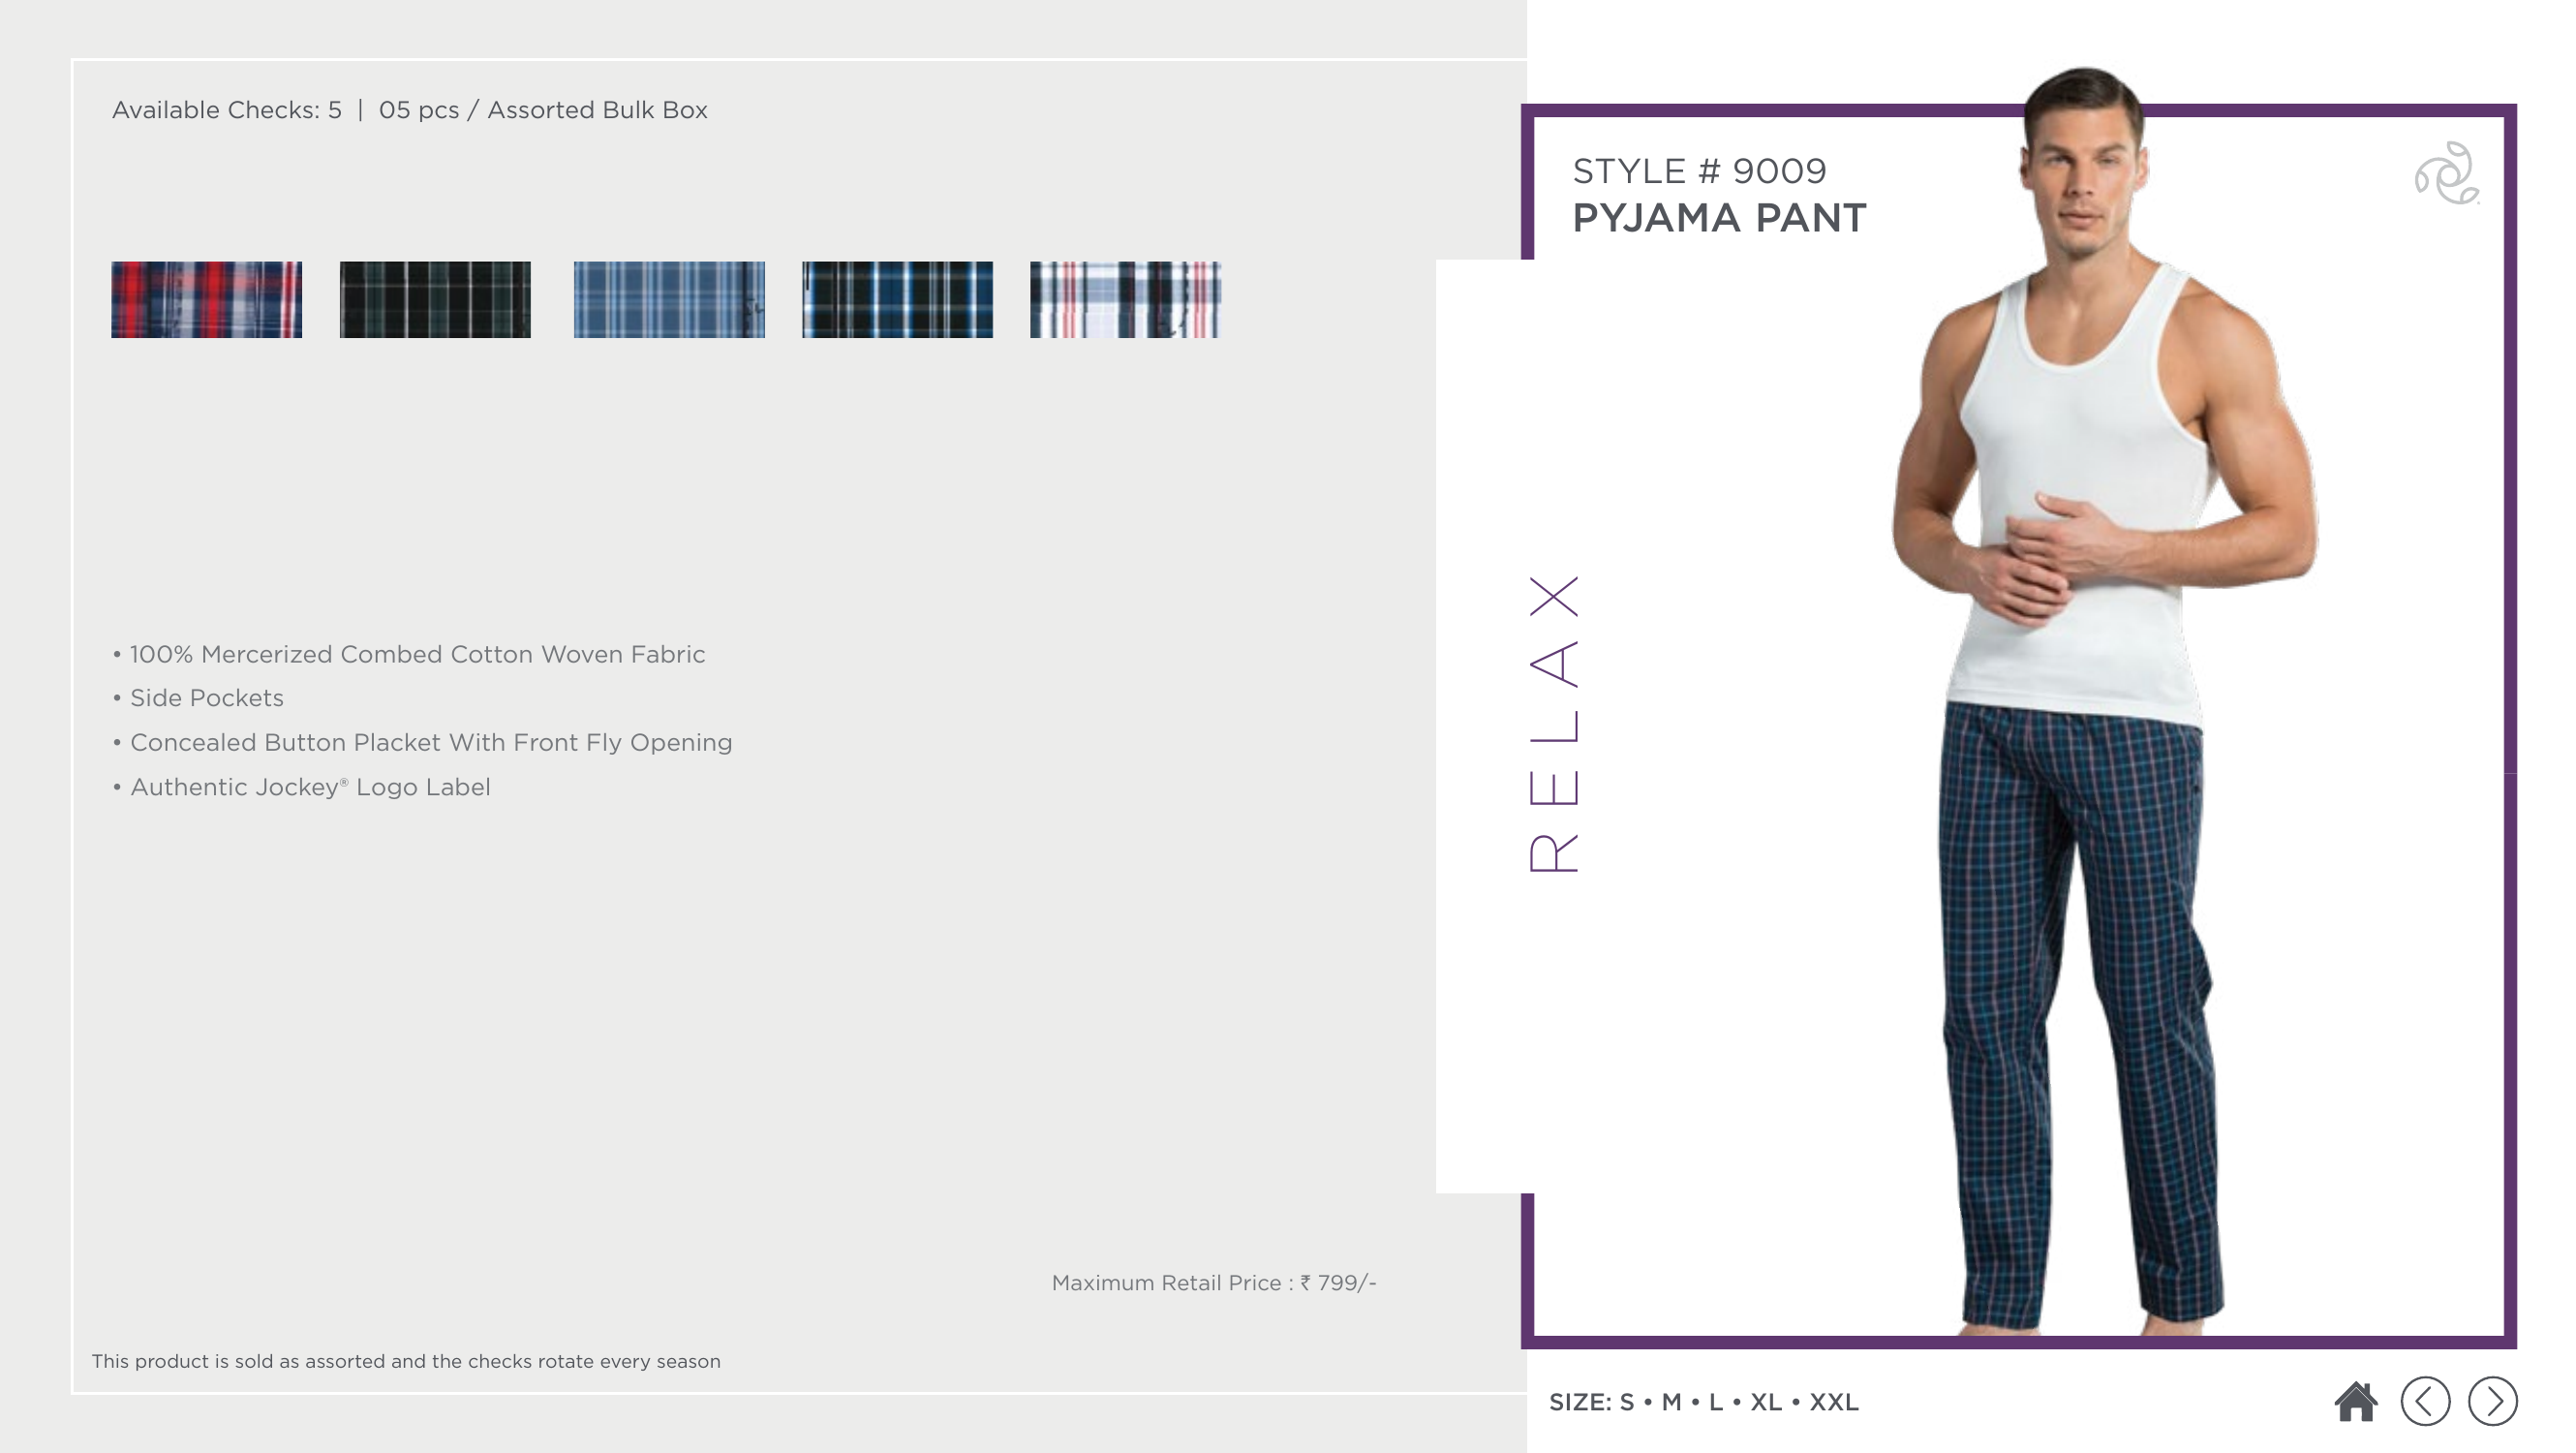 Available Checks: 5 | 05 pcs / Assorted Bulk Box
• 100% Mercerized Combed Cotton Woven Fabric
• Side Pockets
• Concealed Button Placket With Front Fly Opening
• Authentic Jockey® Logo Label
Maximum Retail Price : ₹ 799/-
This product is sold as assorted and the checks rotate every season
STYLE # 9009
PYJAMA PANT
RELAX
SIZE: S • M • L • XL • XXL